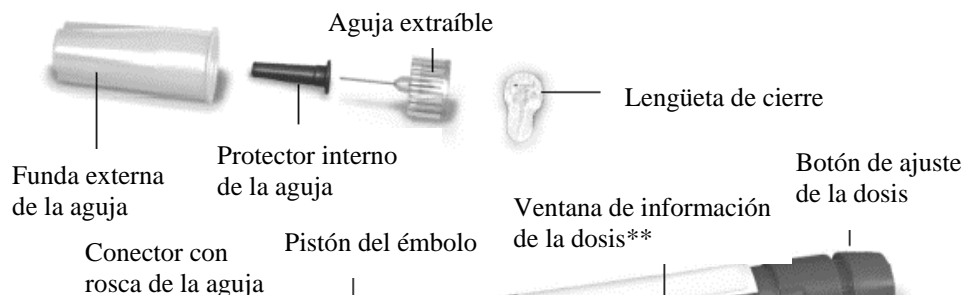 Aguja extraíble
Lengüeta de cierre
Protector interno
de la aguja
Funda externa
de la aguja
Botón de ajuste
de la dosis
Ventana de información
de la dosis**
Pistón del émbolo
Conector con
rosca de la aguja